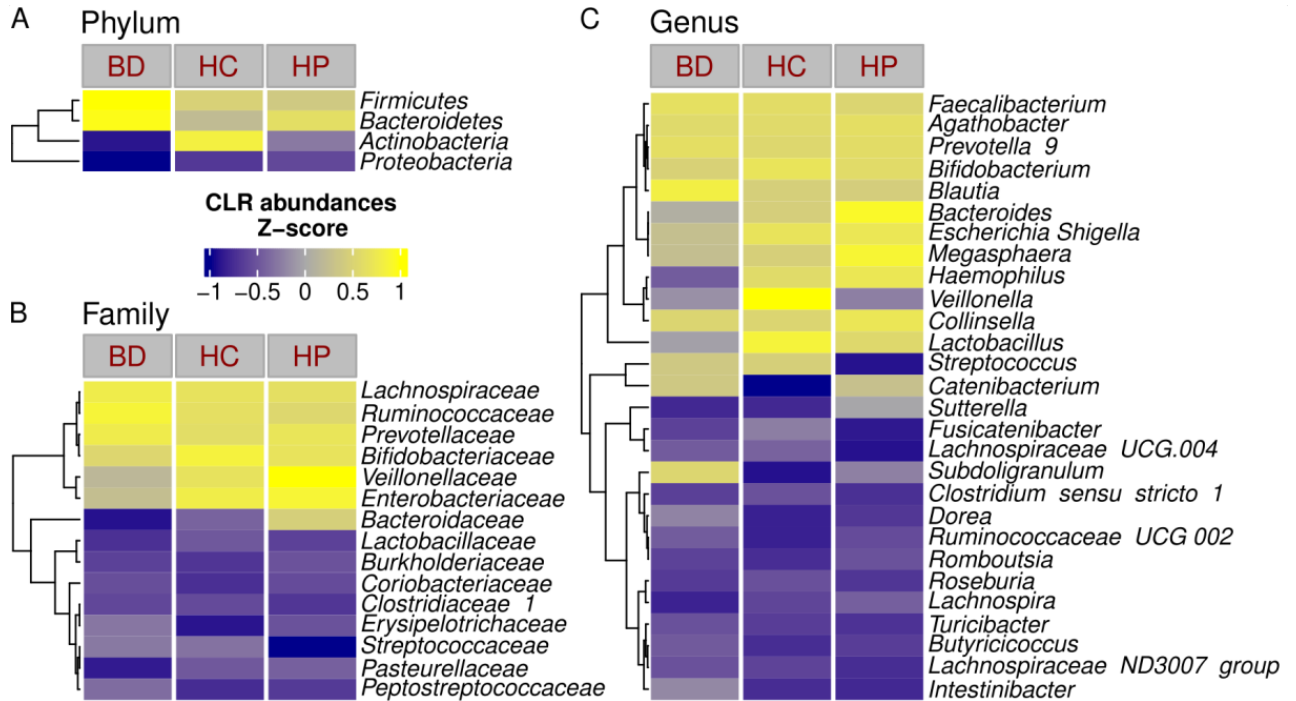 A
Phylum
BD HC HP
Firmicutes
Bacteroidetes
Actinobacteria
Proteobacteria
CLR abundances
Z−score
−1 −0.5 0 0.5 1
B
Family
BD HC HP
Lachnospiraceae
Ruminococcaceae
Prevotellaceae
Bifidobacteriaceae
Veillonellaceae
Enterobacteriaceae
Bacteroidaceae
Lactobacillaceae
Burkholderiaceae
Coriobacteriaceae
Clostridiaceae 1
Erysipelotrichaceae
Streptococcaceae
Pasteurellaceae
Peptostreptococcaceae
C
Genus
BD HC HP
Faecalibacterium
Agathobacter
Prevotella 9
Bifidobacterium
Blautia
Bacteroides
Escherichia Shigella
Megasphaera
Haemophilus
Veillonella
Collinsella
Lactobacillus
Streptococcus
Catenibacterium
Sutterella
Fusicatenibacter
Lachnospiraceae UCG.004
Subdoligranulum
Clostridium sensu stricto 1
Dorea
Ruminococcaceae UCG 002
Romboutsia
Roseburia
Lachnospira
Turicibacter
Butyricicoccus
Lachnospiraceae ND3007 group
Intestinibacter